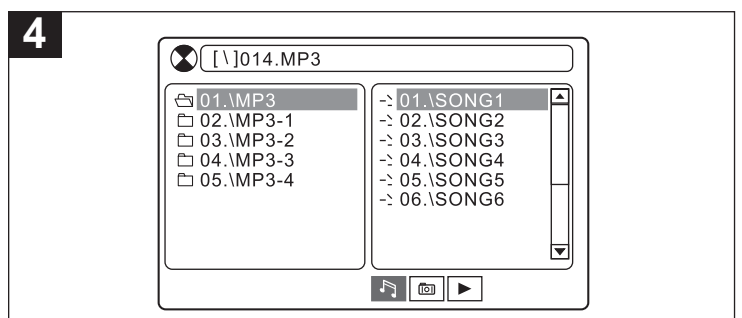 4
[\]014.MP3
01.\MP3
02.\MP3-1
03.\MP3-2
04.\MP3-3
05.\MP3-4
-: 01.\SONG1
-: 02.\SONG2
-: 03.\SONG3
-: 04.\SONG4
-: 05.\SONG5
-: 06.\SONG6